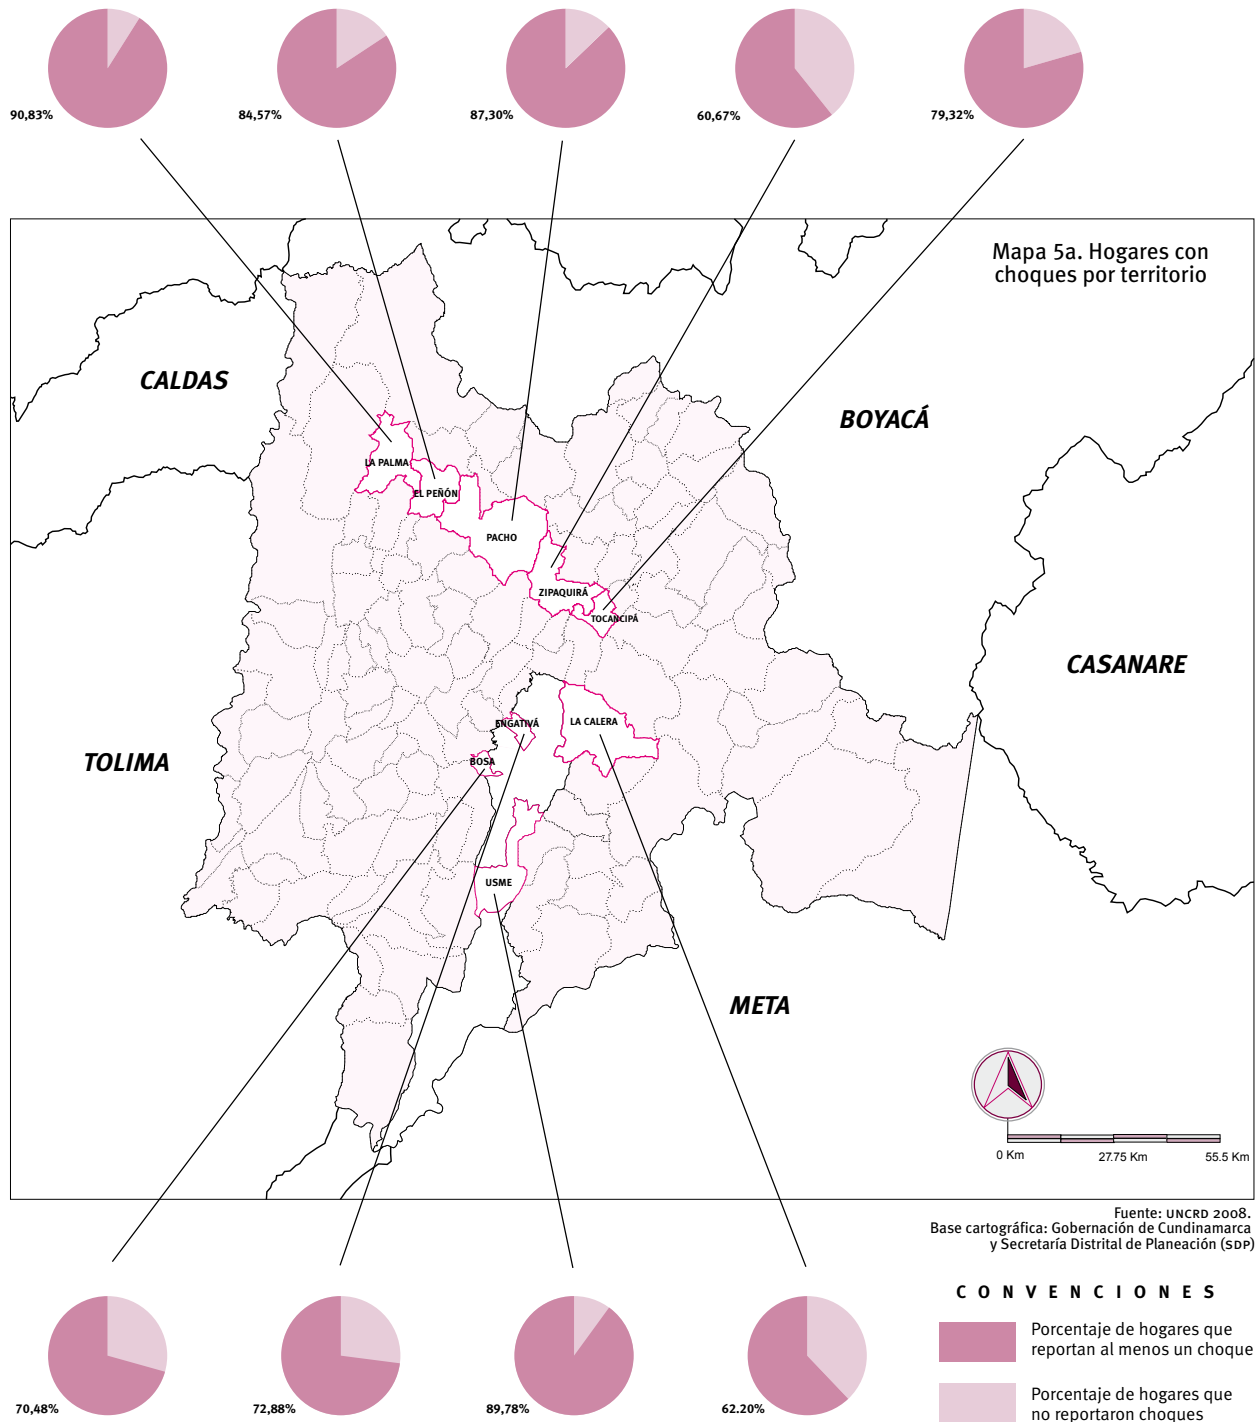 90,83%
84,57%
87,30%
60,67%
79,32%
Mapa 5a. Hogares con
choques por territorio
CALDAS
BOYACÁ
LA PALMA
EL PEÑÓN
PACHO
ZIPAQUIRÁ
TOCANCIPÁ
CASANARE
ENGATIVÁ
LA CALERA
TOLIMA
BOSA
USME
META
0 Km
27.75 Km
55.5 Km
Fuente: UNCRD 2008.
Base cartográfica: Gobernación de Cundinamarca
y Secretaría Distrital de Planeación (SDP)
CONVENCIONES
Porcentaje de hogares que
reportan al menos un choque
Porcentaje de hogares que
no reportaron choques
70,48%
72,88%
89,78%
62.20%